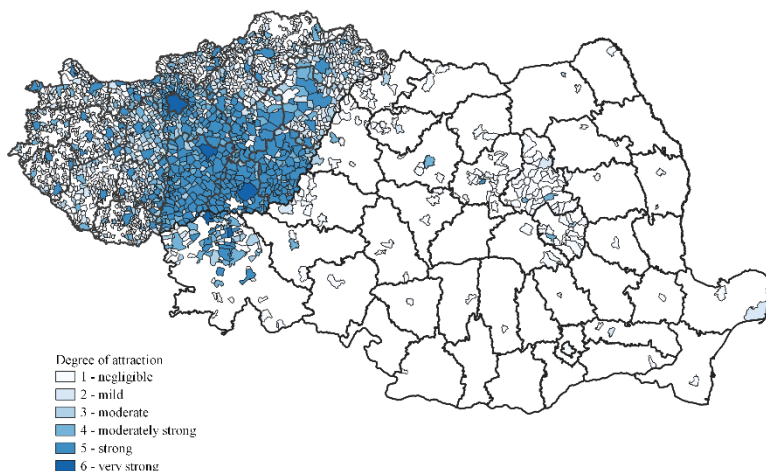 Degree of attraction
1 - negligible
2 - mild
3 - moderate
4 - moderately strong
5 - strong
6 - very strong